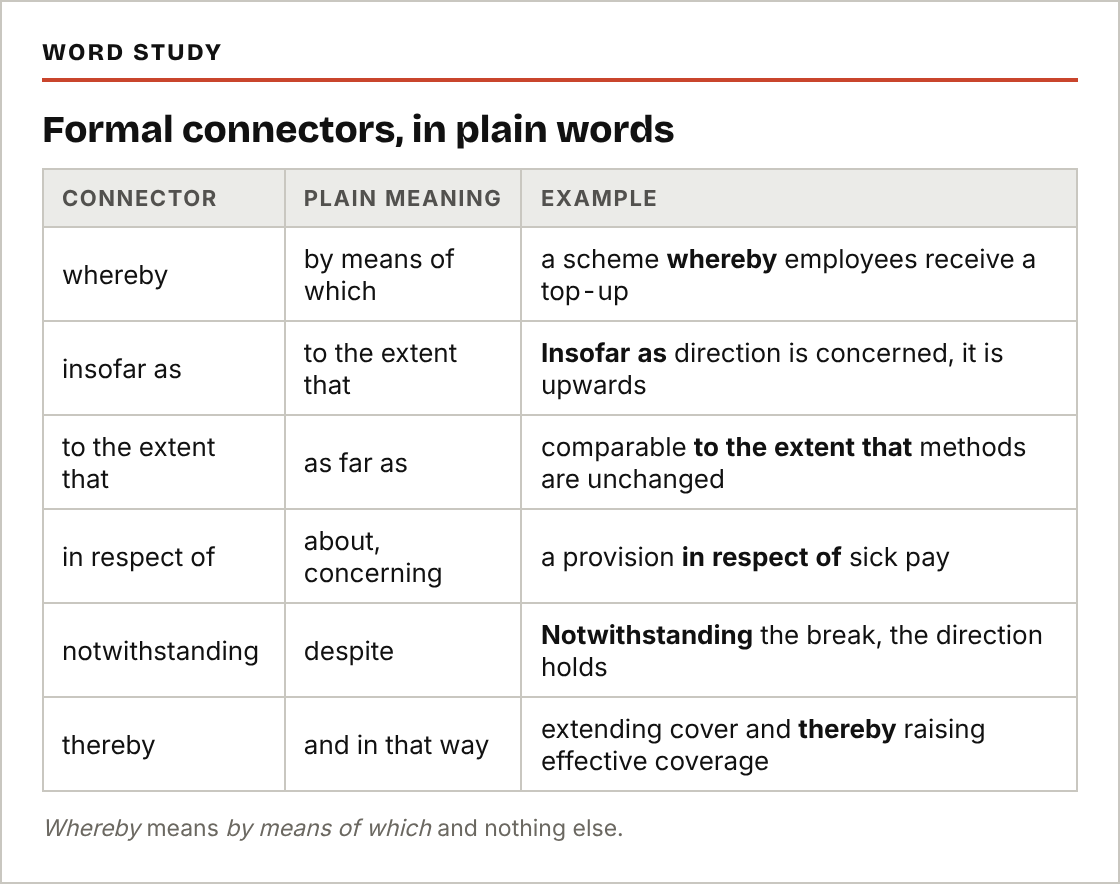 WORD STUDY
Formal connectors, in plain words
CONNECTOR
PLAIN MEANING
EXAMPLE
whereby
by means of
which
a scheme whereby employees receive a
top-up
insofar as
to the extent
that
Insofar as direction is concerned, it is
upwards
to the extent
that
as far as
comparable to the extent that methods
are unchanged
in respect of
about,
concerning
a provision in respect of sick pay
notwithstanding
despite
Notwithstanding the break, the direction
holds
thereby
and in that way
extending cover and thereby raising
effective coverage
Whereby means by means of which and nothing else.